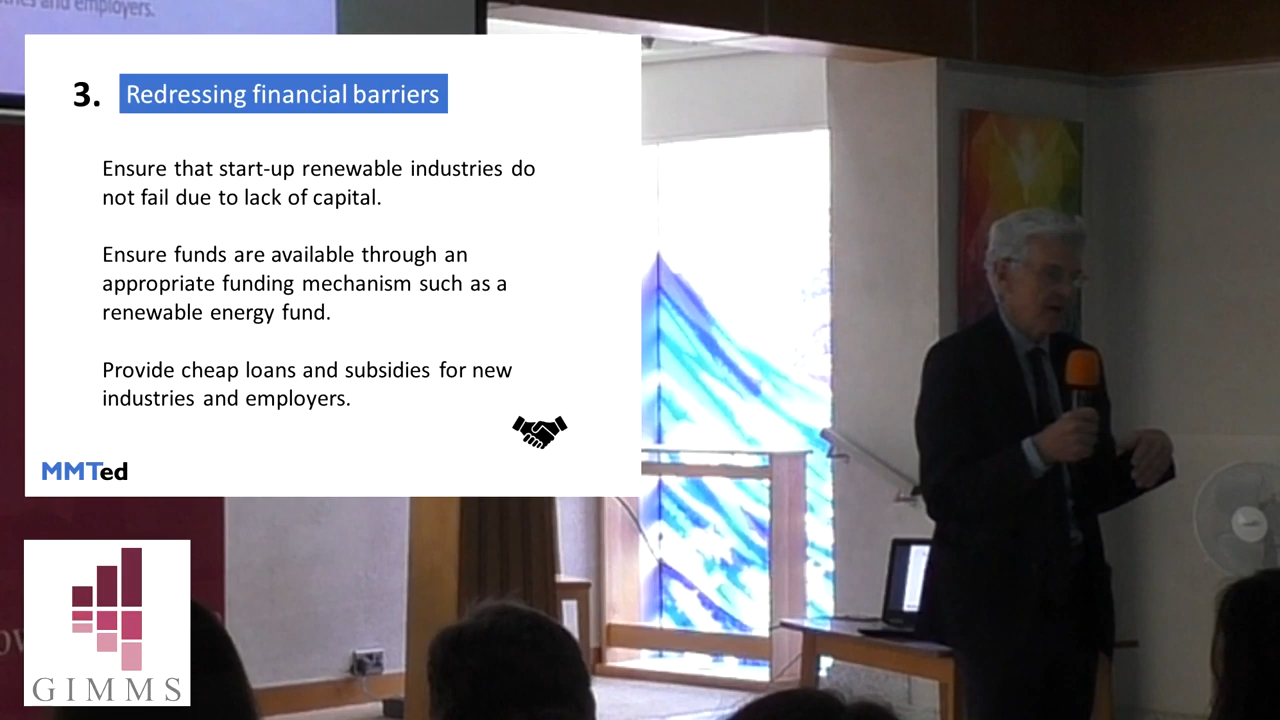 and employers.
3. Redressing financial barriers
Ensure that start-up renewable industries do
not fail due to lack of capital.
Ensure funds are available through an
appropriate funding mechanism such as a
renewable energy fund.
Provide cheap loans and subsidies for new
industries and employers.
MMTed
GIMMS